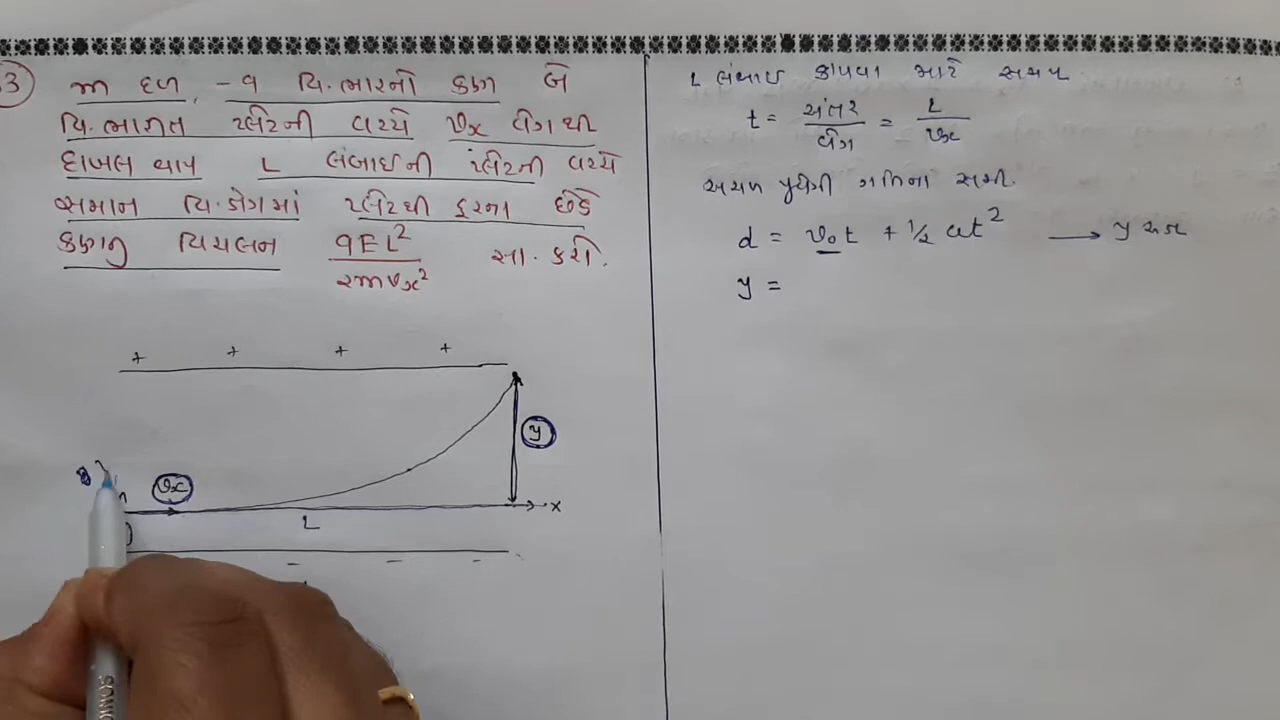 3) m દળ, -q વિ.ભારનો કણ બે
વિ.ભારીત પ્લેટની વચ્ચે vx વેગથી
દાખલ થાય L લંબાઈની પ્લેટની વચ્ચે
સમાન વિ.ક્ષેત્રમાં પ્લેટથી દૂરના છેડે
કણનું વિચલન qEL²/2mvx² સા. કરો.
+ + + +
y
vx
L
x
- - -
L લંબાઈ કાપવા માટે સમય
t = અંતર/વેગ = L/vx
અચળ પ્રવેગી ગતિના સમી.
d = v₀t + ½ at² → y અક્ષ
y =